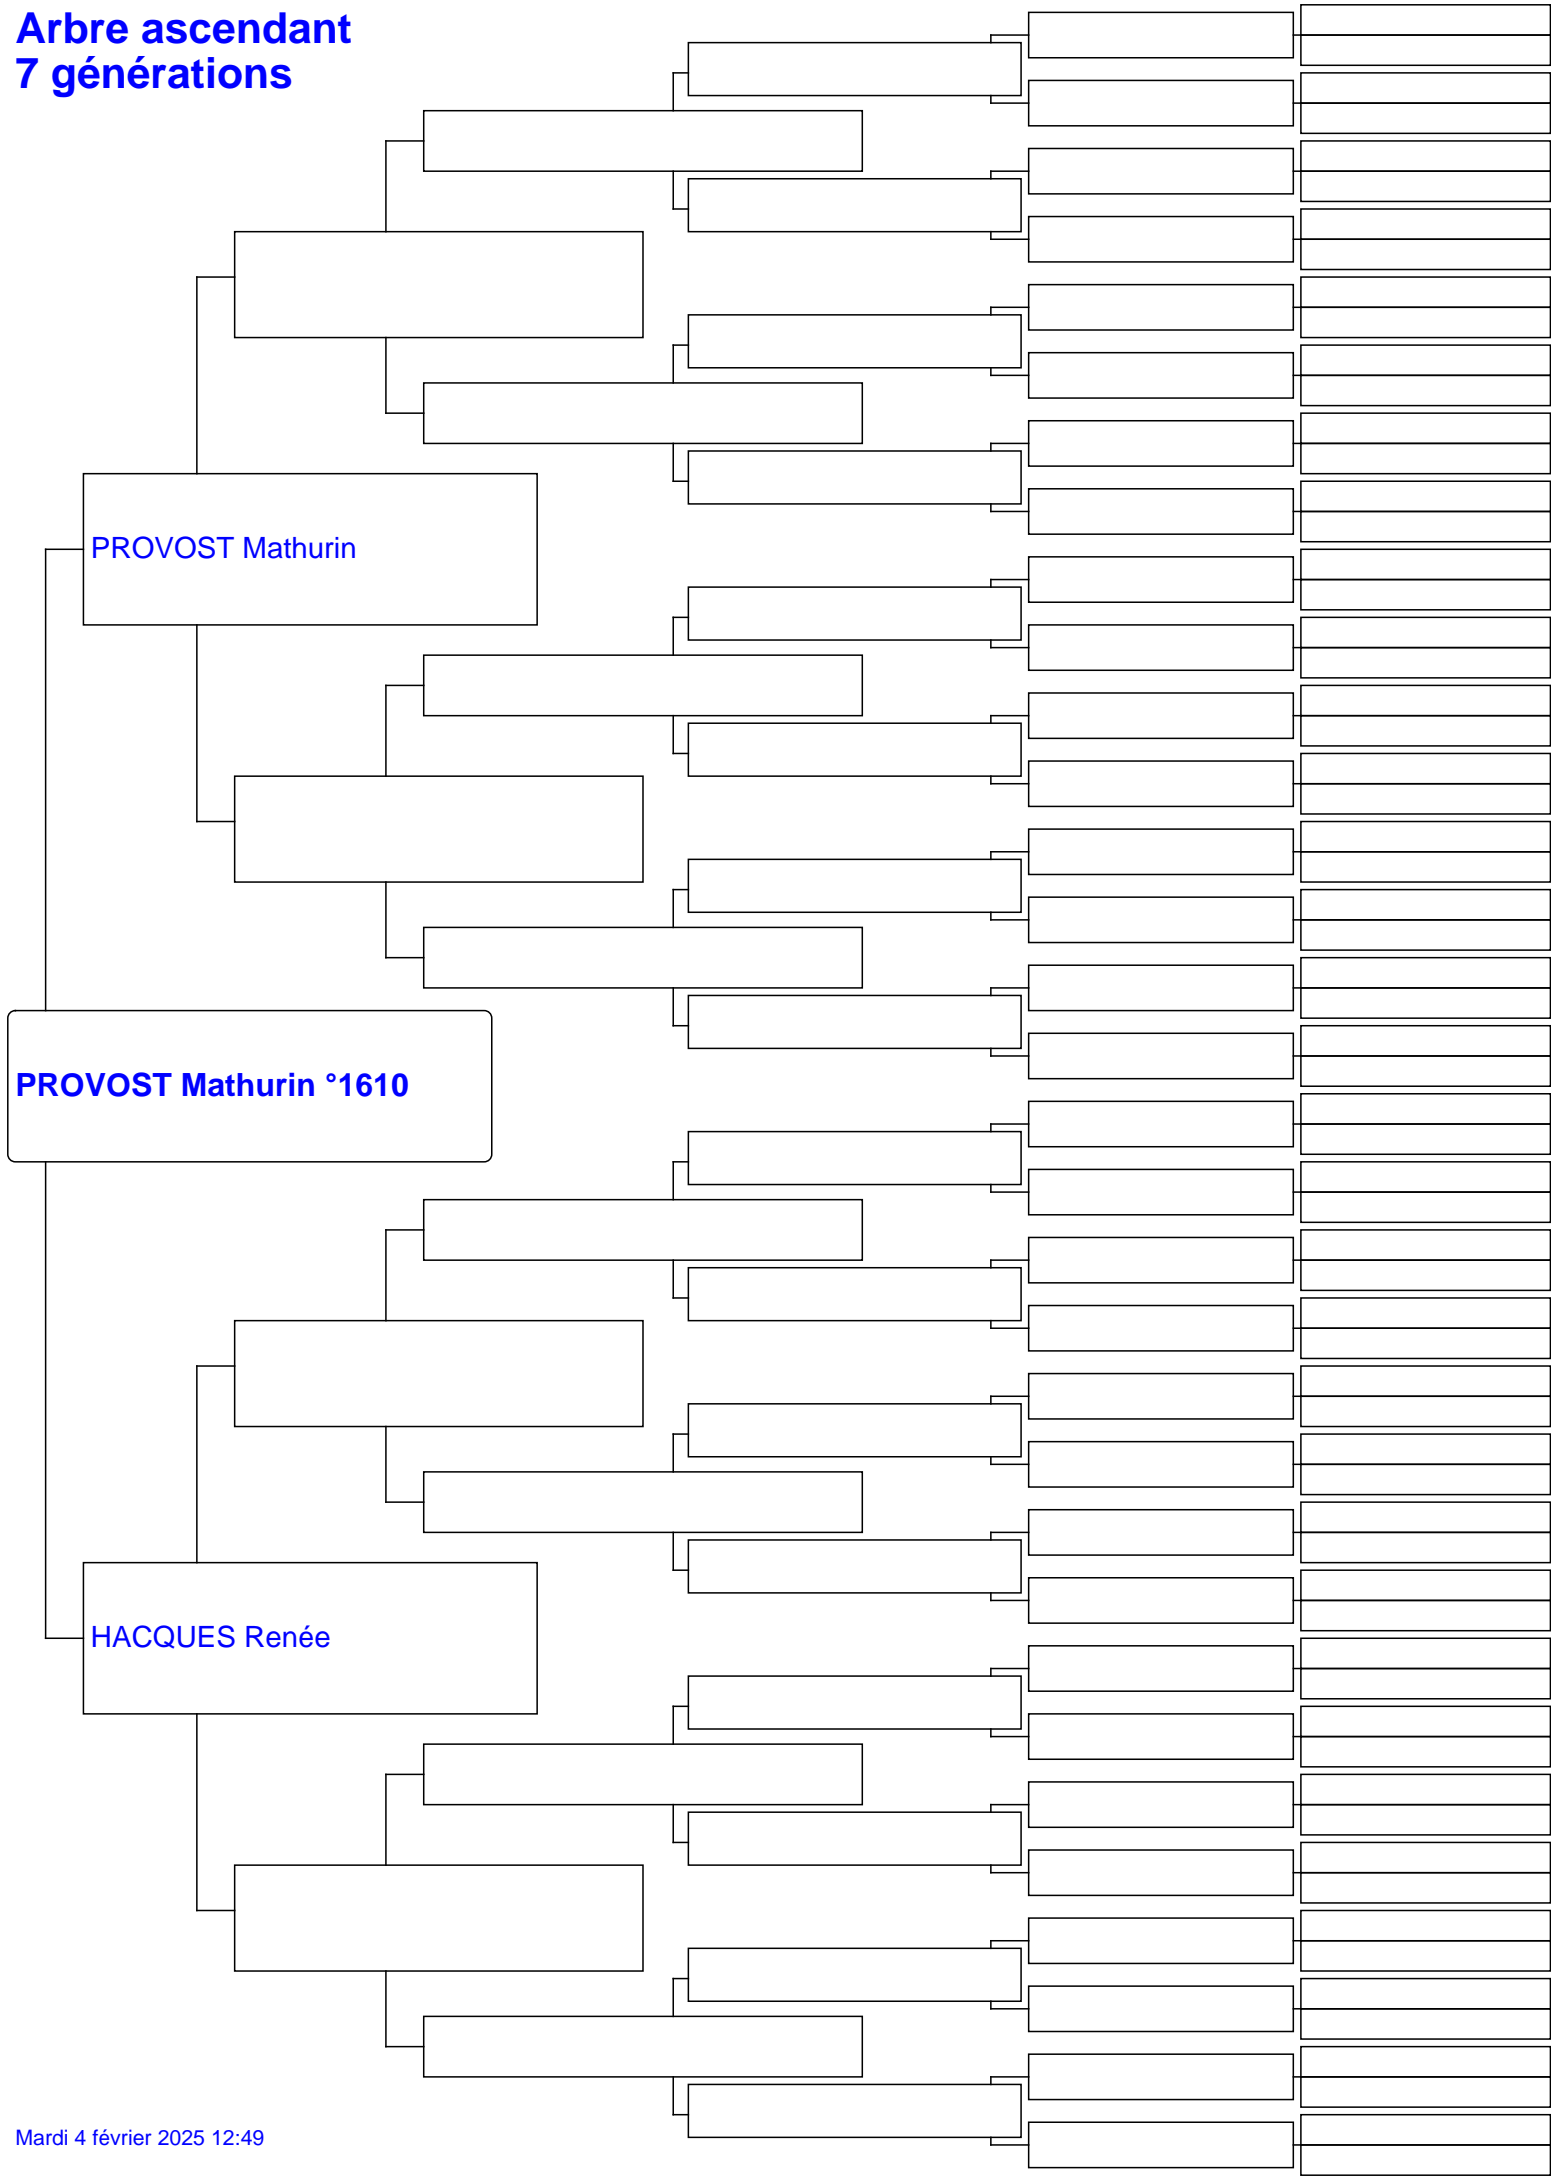 Arbre ascendant
7 générations
PROVOST Mathurin
PROVOST Mathurin °1610
HACQUES Renée
Mardi 4 février 2025 12:49